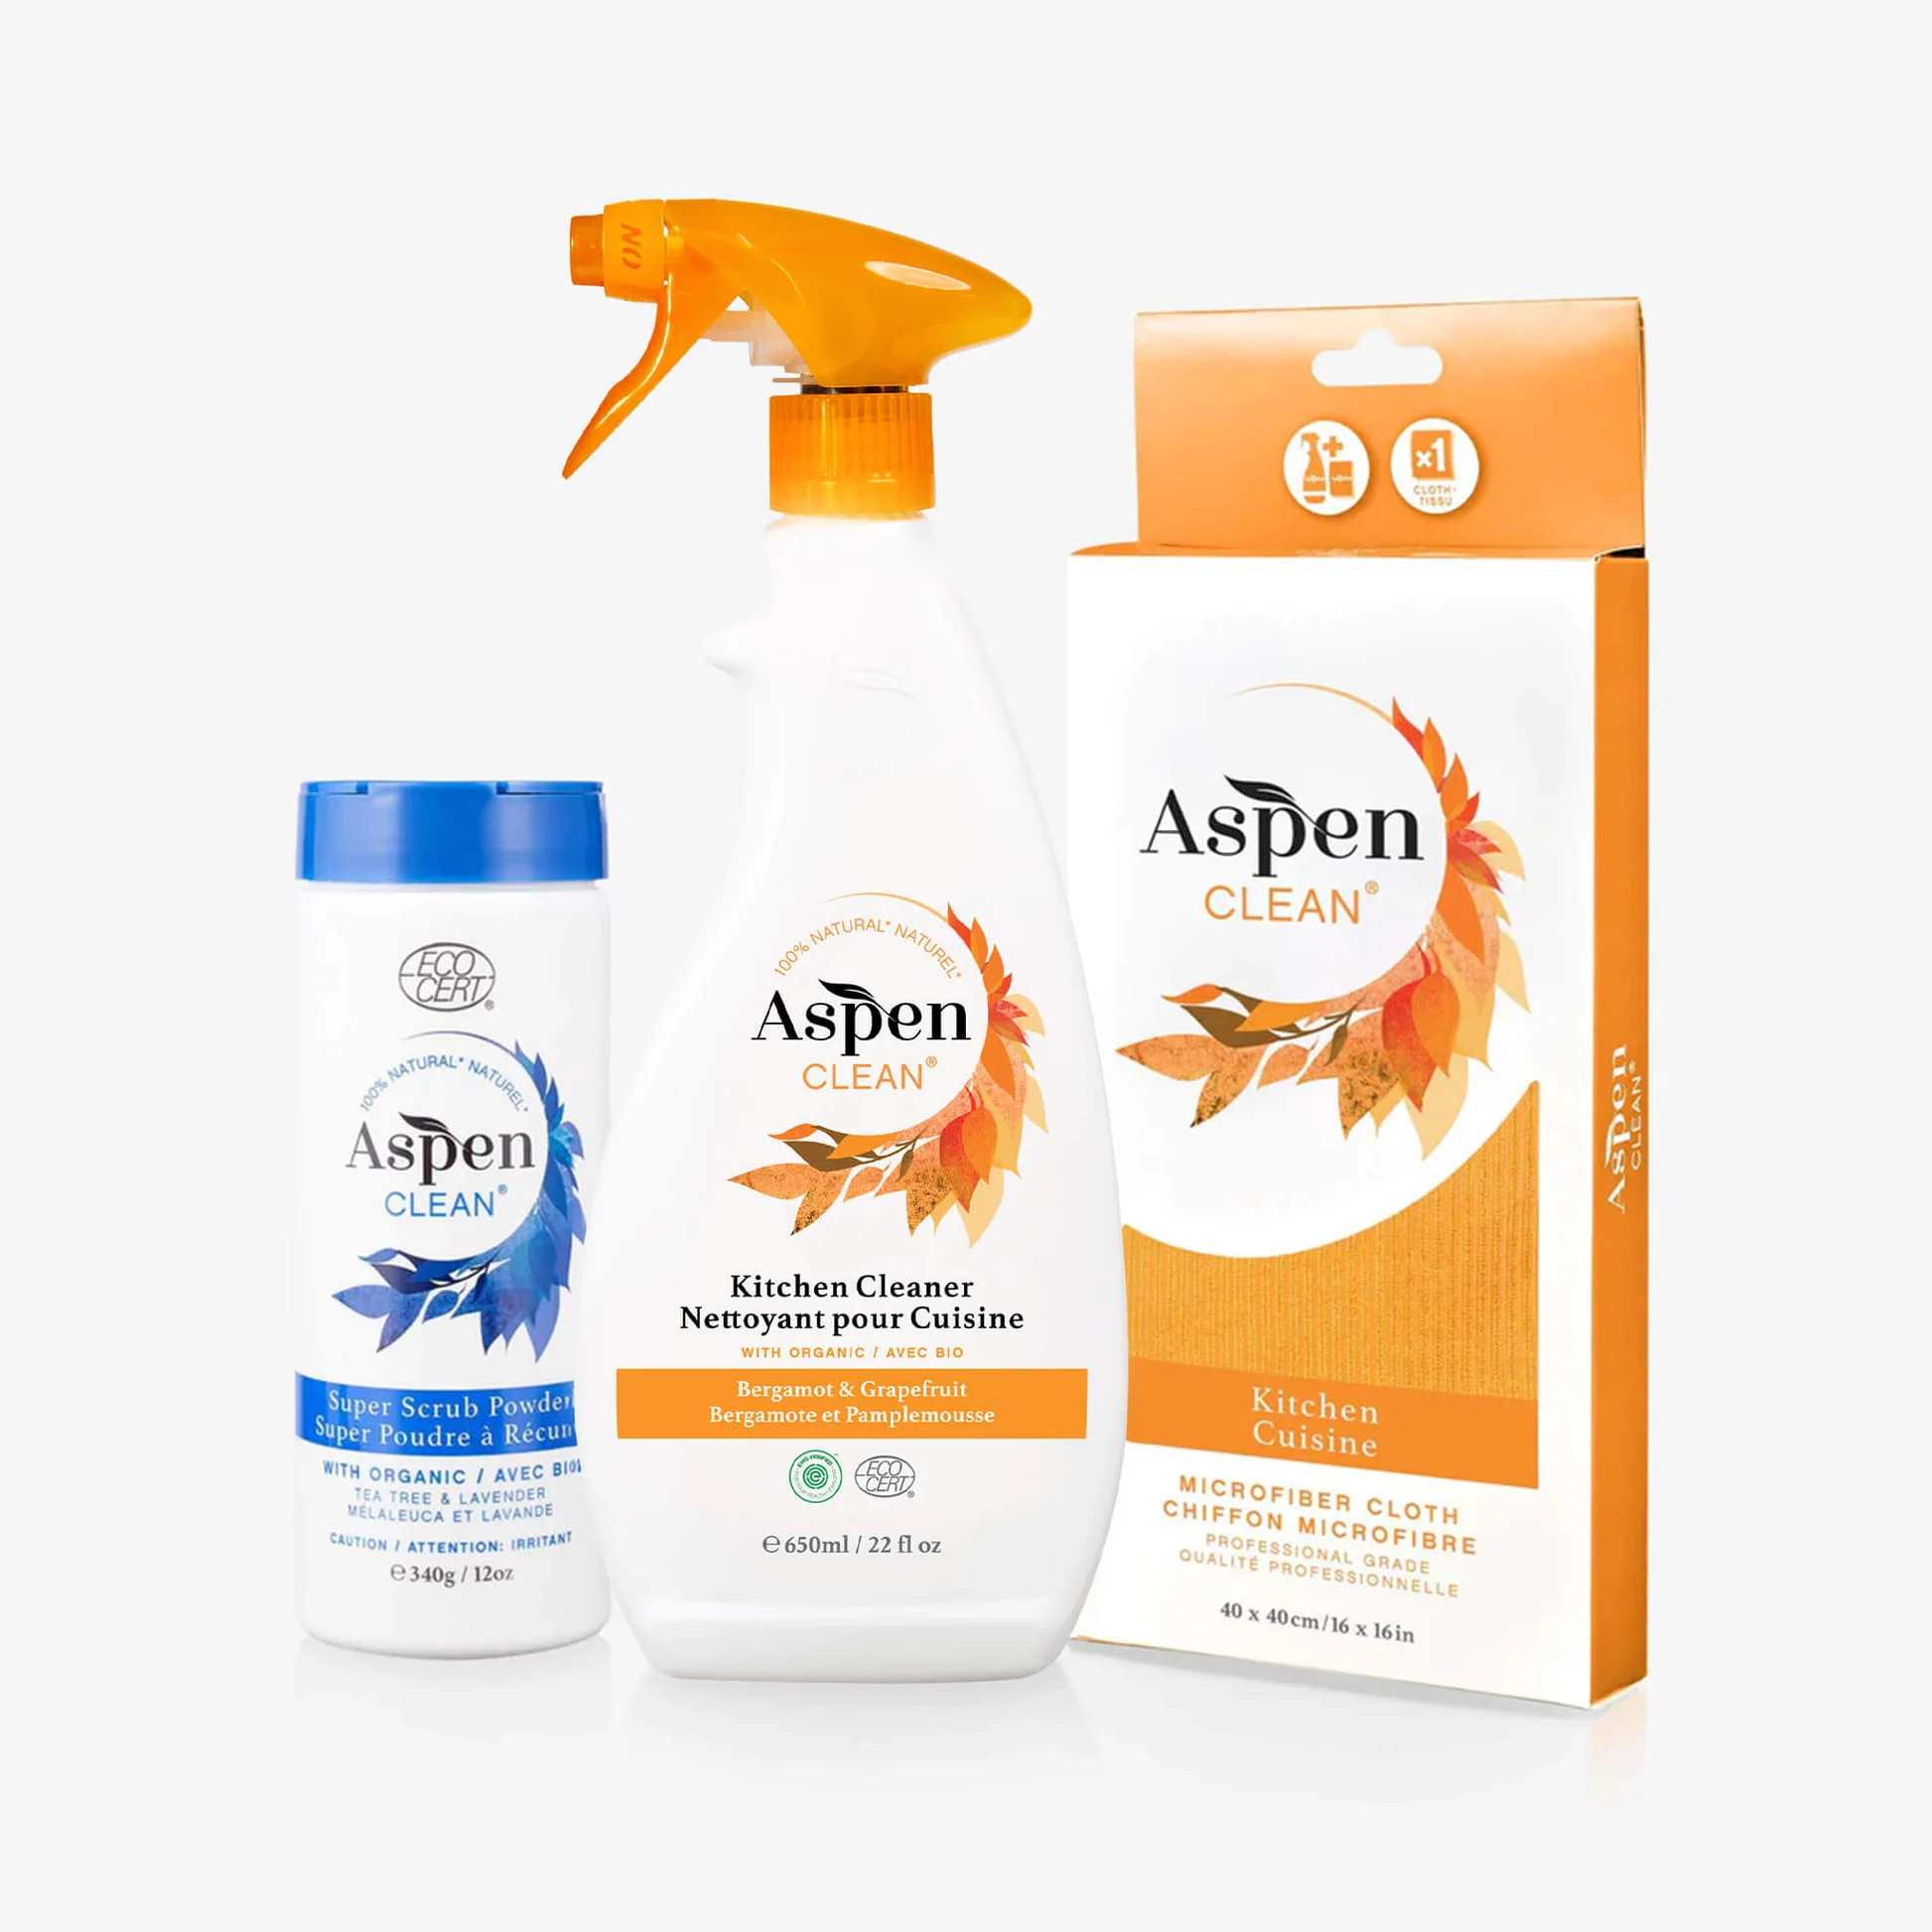 ECO
CERT®
100% NATURAL* NATUREL*
Aspen
CLEAN®
Super Scrub Powder
Super Poudre à Récur
WITH ORGANIC / AVEC BIO
TEA TREE & LAVENDER
MÉLALEUCA ET LAVANDE
CAUTION / ATTENTION: IRRITANT
℮340g / 12oz
ON
100% NATURAL* NATUREL*
Aspen
CLEAN®
Kitchen Cleaner
Nettoyant pour Cuisine
WITH ORGANIC / AVEC BIO
Bergamot & Grapefruit
Bergamote et Pamplemousse
EWG VERIFIED
ECO
CERT®
℮650ml / 22 fl oz
x1
CLOTH·
TISSU
Aspen
CLEAN®
Kitchen
Cuisine
MICROFIBER CLOTH
CHIFFON MICROFIBRE
PROFESSIONAL GRADE
QUALITÉ PROFESSIONNELLE
40 x 40cm/16 x 16in
Aspen
CLEAN®